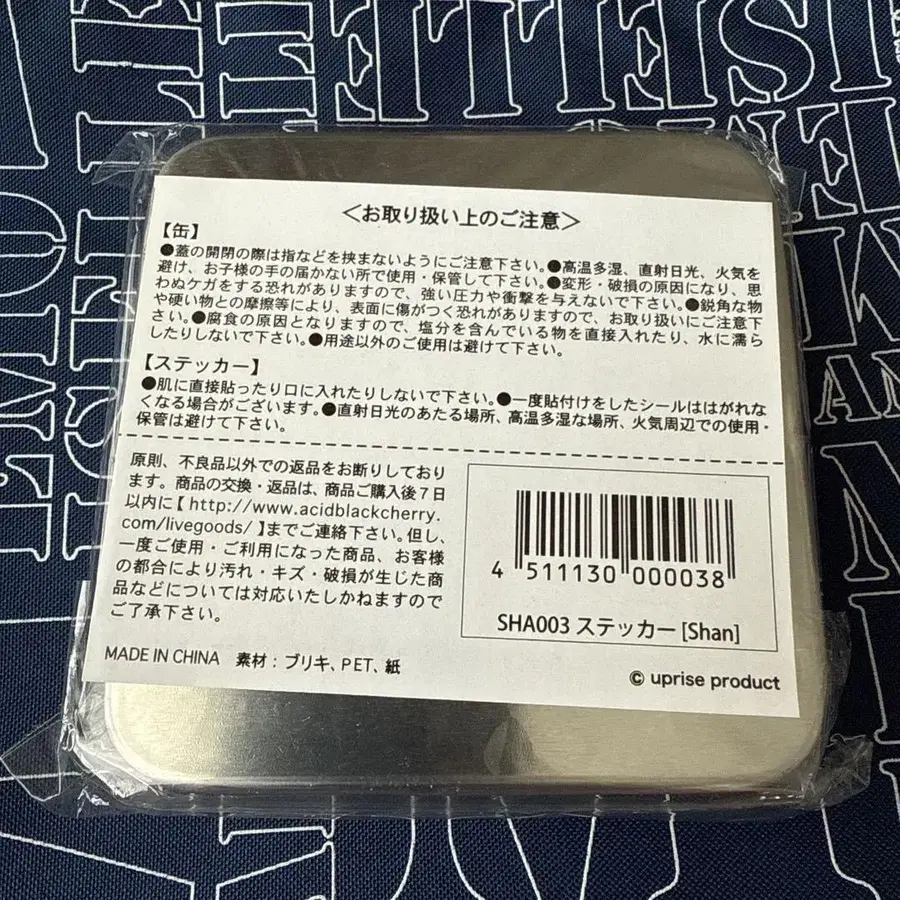 ＜お取り扱い上のご注意＞
【缶】
●蓋の開閉の際は指などを挟まないようにご注意下さい。●高温多湿、直射日光、火気を
避け、お子様の手の届かない所で使用・保管して下さい。●変形・破損の原因になり、思
わぬケガをする恐れがありますので、強い圧力や衝撃を与えないで下さい。●鋭角な物
や硬い物との摩擦等により、表面に傷がつく恐れがありますので、お取り扱いにご注意下
さい。●腐食の原因となりますので、塩分を含んでいる物を直接入れたり、水に濡らし
たりしないで下さい。●用途以外のご使用は避けて下さい。
【ステッカー】
●肌に直接貼ったり口に入れたりしないで下さい。●一度貼付けをしたシールははがれな
くなる場合がございます。●直射日光のあたる場所、高温多湿な場所、火気周辺での使用・
保管は避けて下さい。
原則、不良品以外での返品をお断りしており
ます。商品の交換・返品は、商品ご購入後7日
以内に【http://www.acidblackcherry.
com/livegoods/】までご連絡下さい。但し、
一度ご使用・ご利用になった商品、お客様
の都合により汚れ・キズ・破損が生じた商
品などについては対応いたしかねますので
ご了承下さい。
4 511130 000038
SHA003 ステッカー [Shan]
MADE IN CHINA 素材：ブリキ、PET、紙
© uprise product